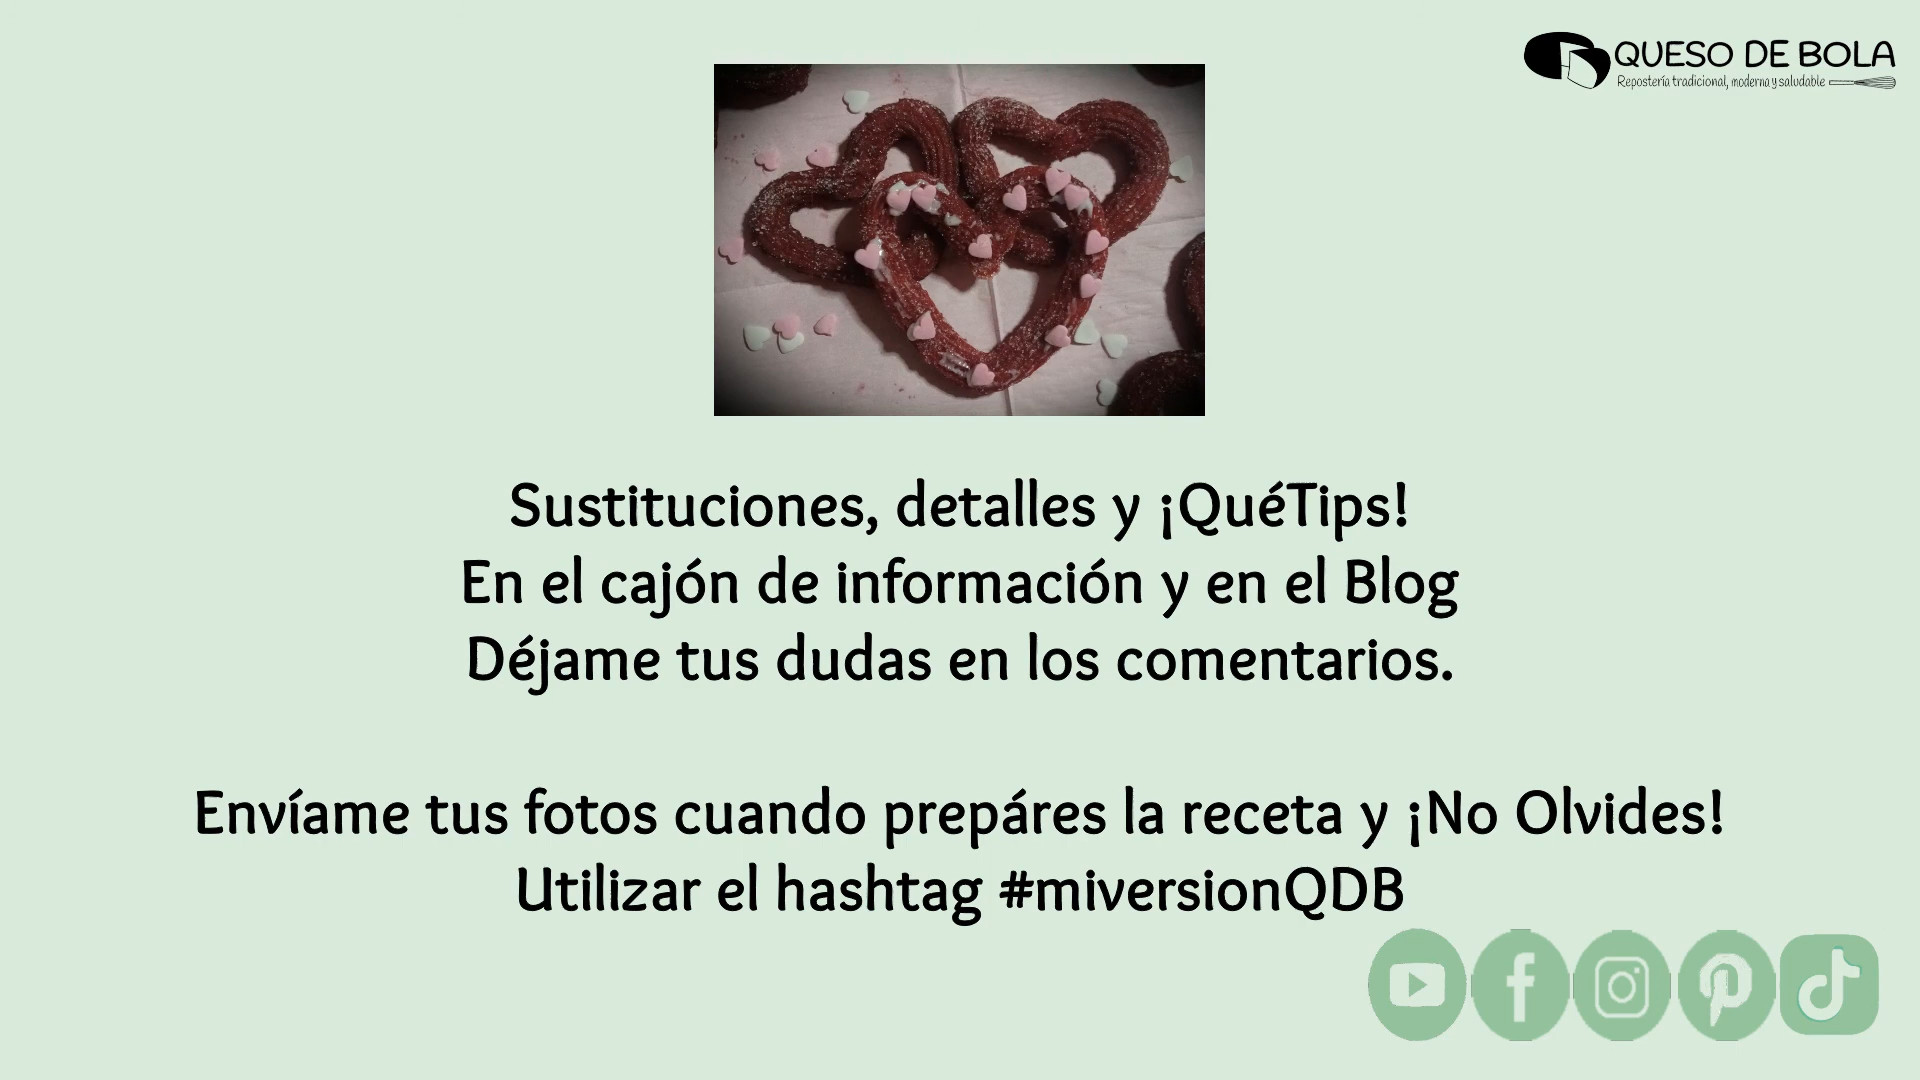 QUESO DE BOLA
Repostería tradicional, moderna y saludable
Sustituciones, detalles y ¡QuéTips!
En el cajón de información y en el Blog
Déjame tus dudas en los comentarios.
Envíame tus fotos cuando prepáres la receta y ¡No Olvides!
Utilizar el hashtag #miversionQDB